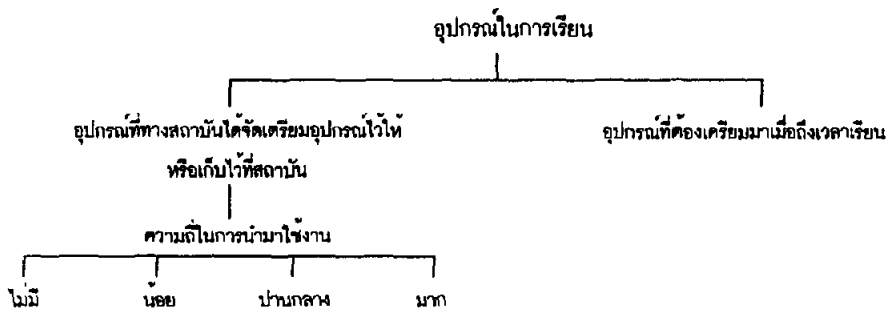 อุปกรณ์ในการเรียน
อุปกรณ์ที่ทางสถาบันได้จัดเตรียมอุปกรณ์ไว้ให้
หรือเก็บไว้ที่สถาบัน
อุปกรณ์ที่ต้องเตรียมมาเมื่อถึงเวลาเรียน
ความถี่ในการนำมาใช้งาน
ไม่มี น้อย ปานกลาง มาก